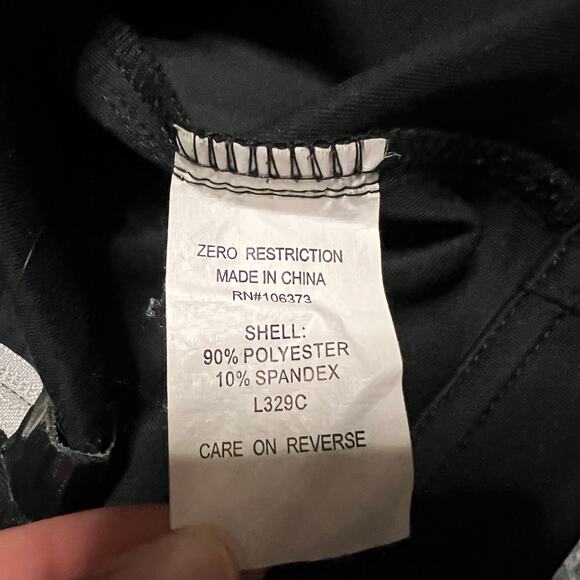 ZERO RESTRICTION
MADE IN CHINA
RN#106373
SHELL:
90% POLYESTER
10% SPANDEX
L329C
CARE ON REVERSE